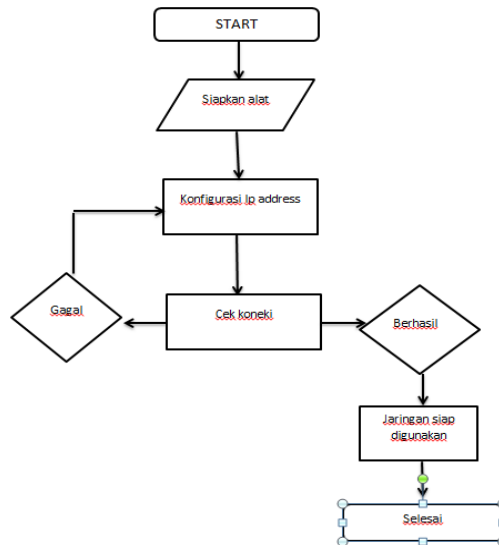 START
Siapkan alat
Konfigurasi Ip address
Gagal
Cek koneki
Berhasil
Jaringan siap
digunakan
Selesai